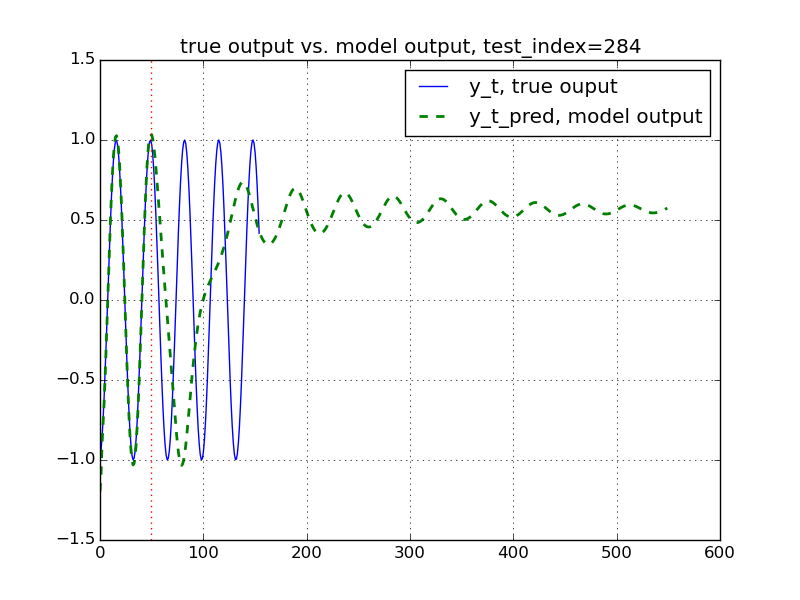 true output vs. model output, test_index=284
y_t, true ouput
y_t_pred, model output
1.5
1.0
0.5
0.0
−0.5
−1.0
−1.5
0 100 200 300 400 500 600